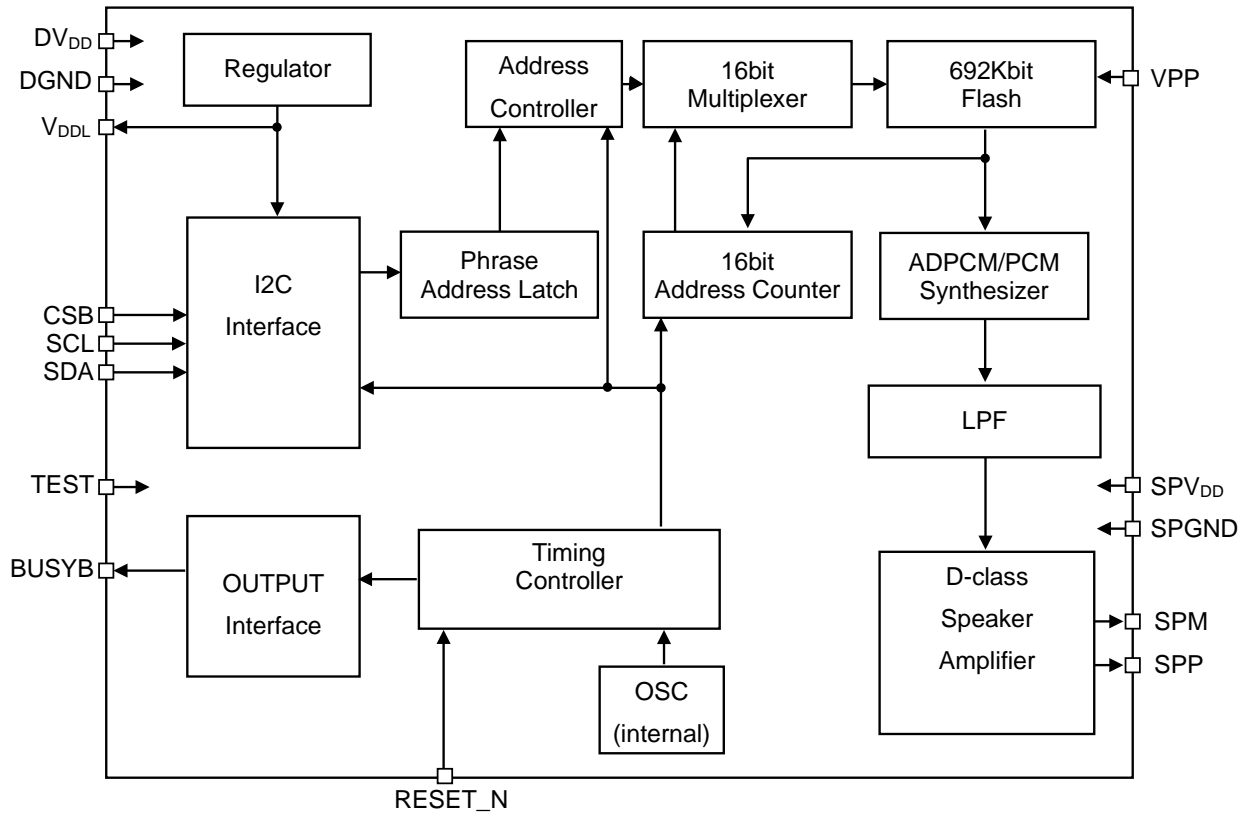 DVDD
DGND
VDDL
Regulator
Address
Controller
16bit
Multiplexer
692Kbit
Flash
VPP
I2C
Interface
Phrase
Address Latch
16bit
Address Counter
ADPCM/PCM
Synthesizer
CSB
SCL
SDA
LPF
TEST
SPVDD
SPGND
BUSYB
OUTPUT
Interface
Timing
Controller
D-class
Speaker
Amplifier
SPM
SPP
OSC
(internal)
RESET_N